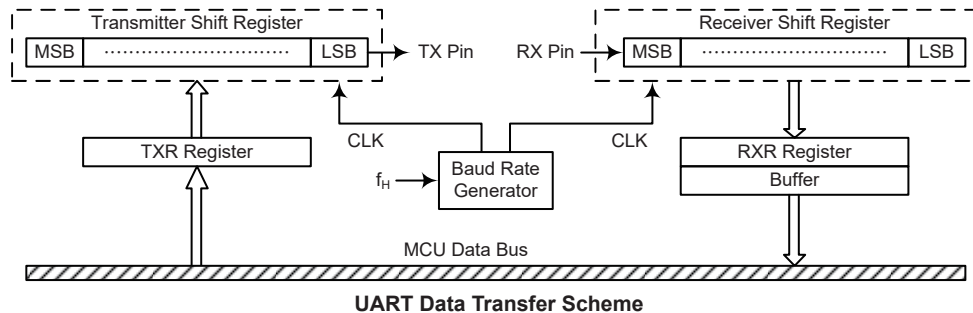 Transmitter Shift Register
Receiver Shift Register
MSB ………………………… LSB
TX Pin
RX Pin
MSB ………………………… LSB
CLK
CLK
TXR Register
Baud Rate
Generator
f_H
RXR Register
Buffer
MCU Data Bus
UART Data Transfer Scheme